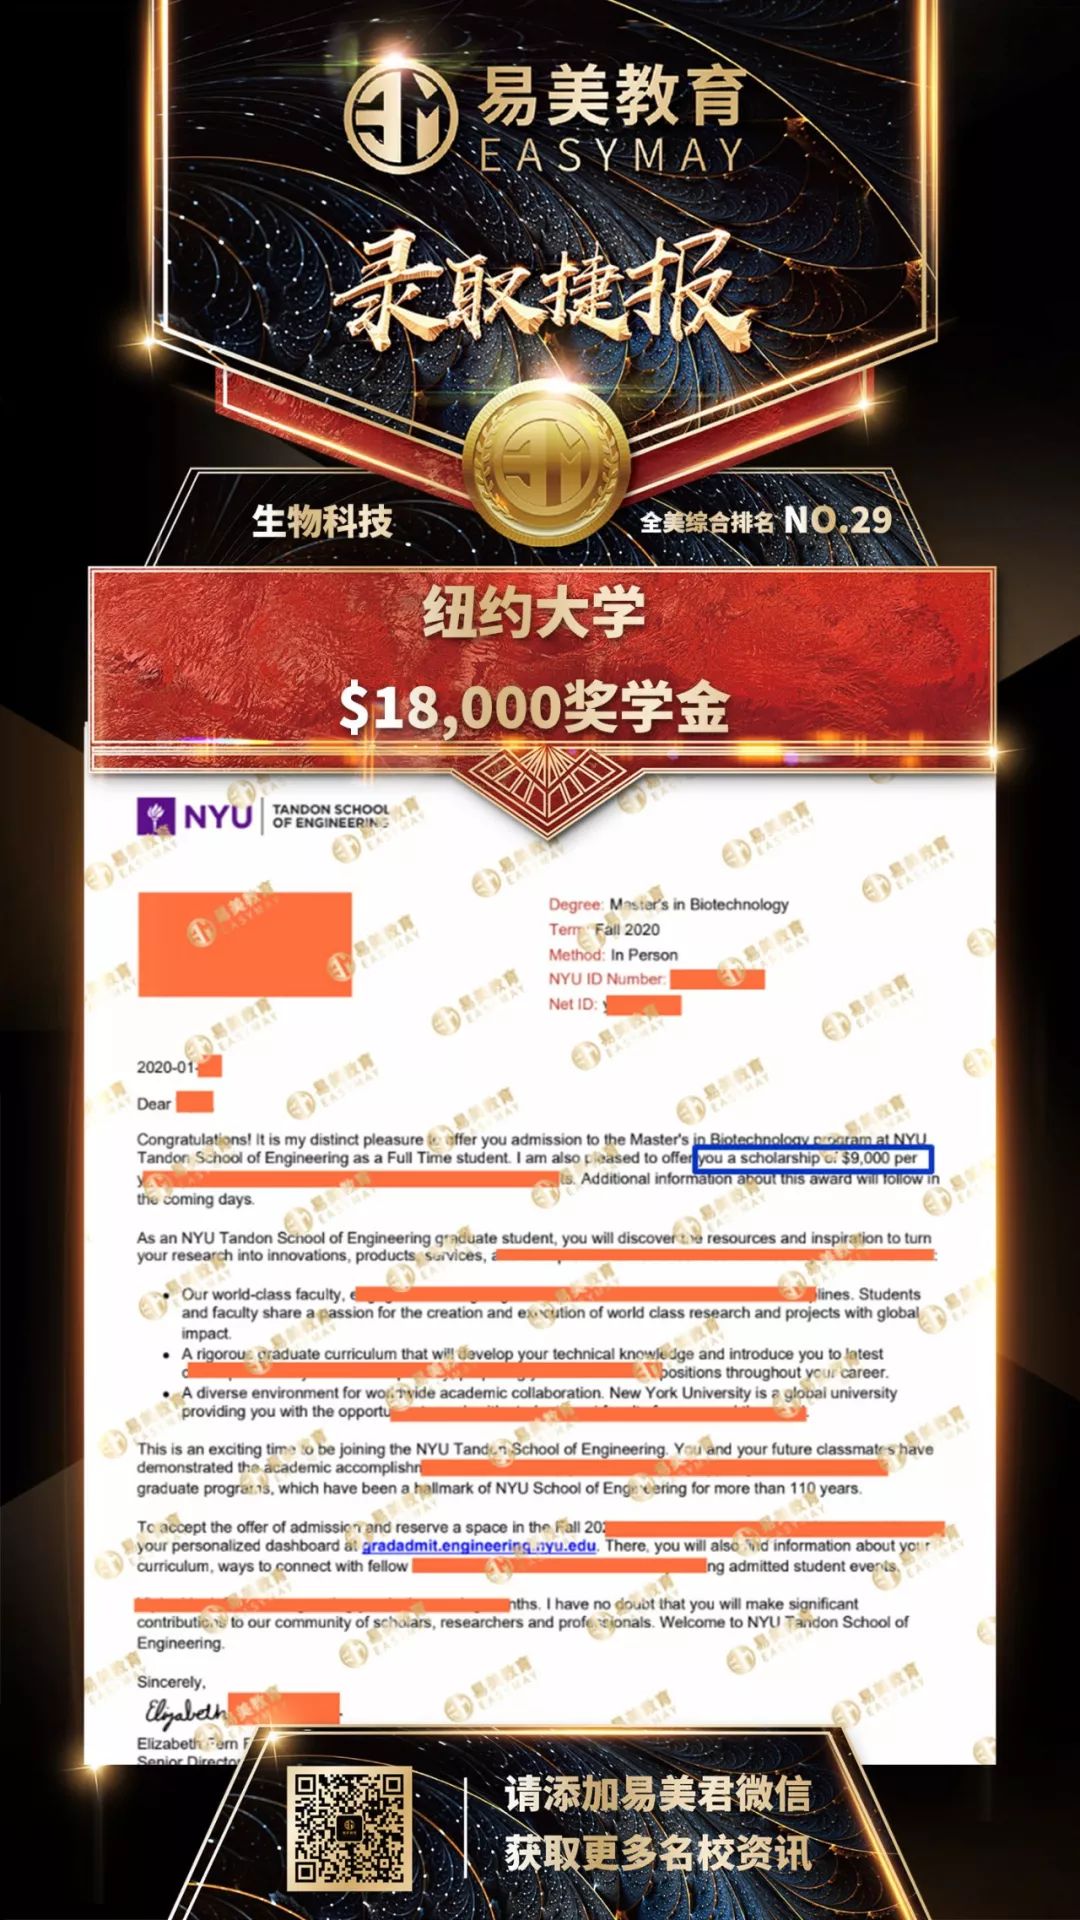 易美教育
EASYMAY
录取捷报
生物科技
全美综合排名 NO.29
纽约大学
$18,000奖学金
NYU
TANDON SCHOOL
OF ENGINEERING
Degree: Master's in Biotechnology
Term: Fall 2020
Method: In Person
NYU ID Number:
Net ID:
2020-01-
Dear
Congratulations! It is my distinct pleasure to offer you admission to the Master's in Biotechnology program at NYU
Tandon School of Engineering as a Full Time student. I am also pleased to offer you a scholarship of $9,000 per
Additional information about this award will follow in
the coming days.
As an NYU Tandon School of Engineering graduate student, you will discover the resources and inspiration to turn
your research into innovations, products, services,
• Our world-class faculty, Students
and faculty share a passion for the creation and execution of world class research and projects with global
impact.
• A rigorous graduate curriculum that will develop your technical knowledge and introduce you to latest
positions throughout your career.
• A diverse environment for worldwide academic collaboration. New York University is a global university
providing you with the
This is an exciting time to be joining the NYU Tandon School of Engineering. You and your future classmates have
demonstrated the academic
graduate programs, which have been a hallmark of NYU School of Engineering for more than 110 years.
To accept the offer of admission and reserve a space in the Fall
your personalized dashboard at gradadmit.engineering.nyu.edu. There, you will also find information about your
curriculum, ways to connect with fellow admitted student events.
I have no doubt that you will make significant
contributions to our community of scholars, researchers and professionals. Welcome to NYU Tandon School of
Engineering.
Sincerely,
Elizabeth
Elizabeth Fern
Senior
请添加易美君微信
获取更多名校资讯